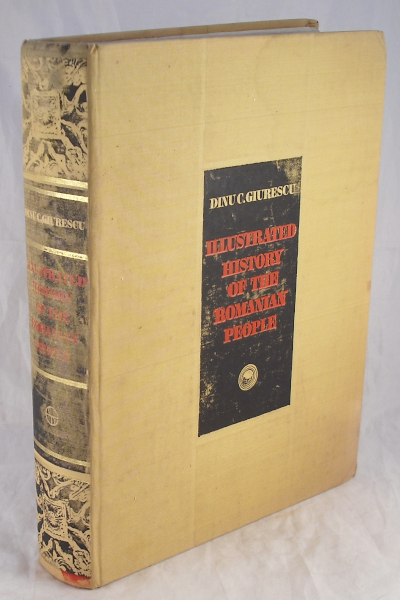 DINU C. GIURESCU
ILLUSTRATED
HISTORY
OF THE
ROMANIAN
PEOPLE
DINU C. GIURESCU